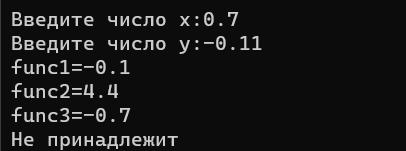 Введите число x:0.7
Введите число y:-0.11
func1=-0.1
func2=4.4
func3=-0.7
Не принадлежит